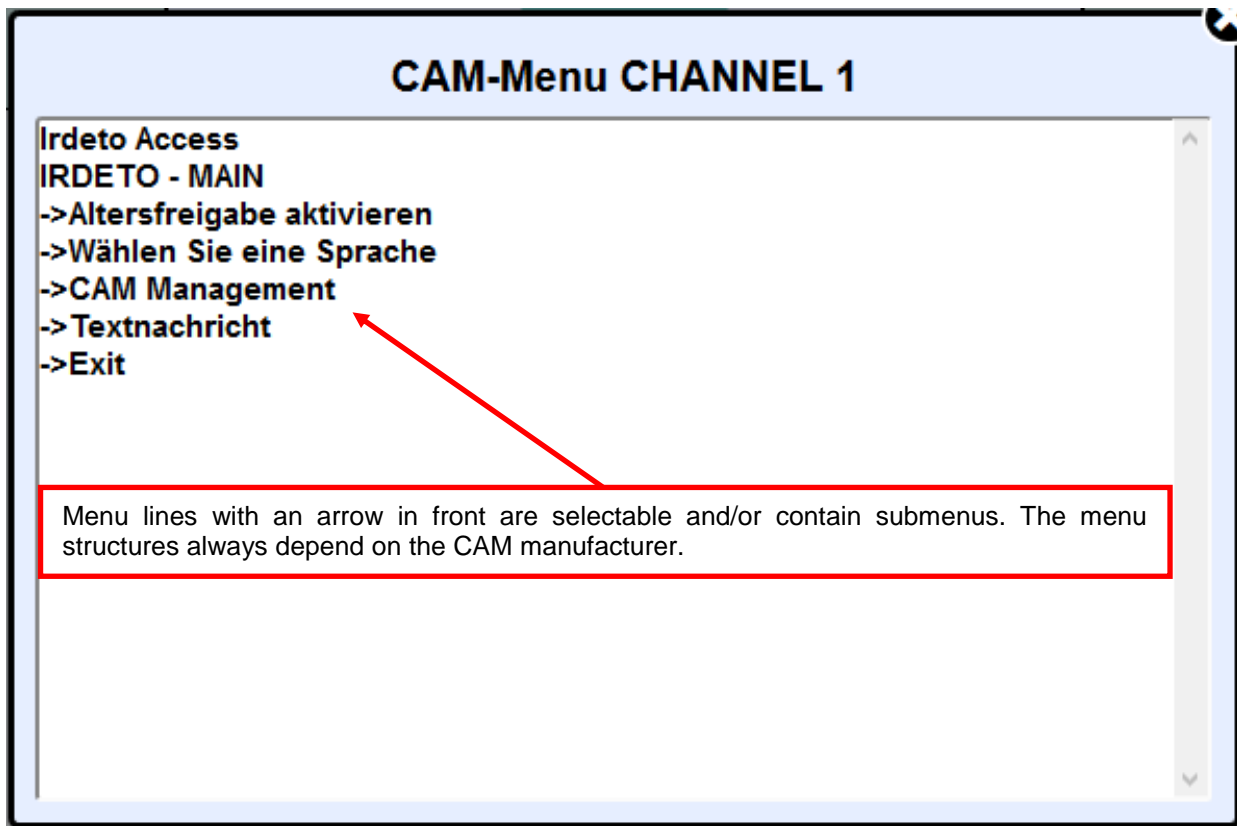 CAM-Menu CHANNEL 1
Irdeto Access
IRDETO - MAIN
->Altersfreigabe aktivieren
->Wählen Sie eine Sprache
->CAM Management
->Textnachricht
->Exit
Menu lines with an arrow in front are selectable and/or contain submenus. The menu
structures always depend on the CAM manufacturer.